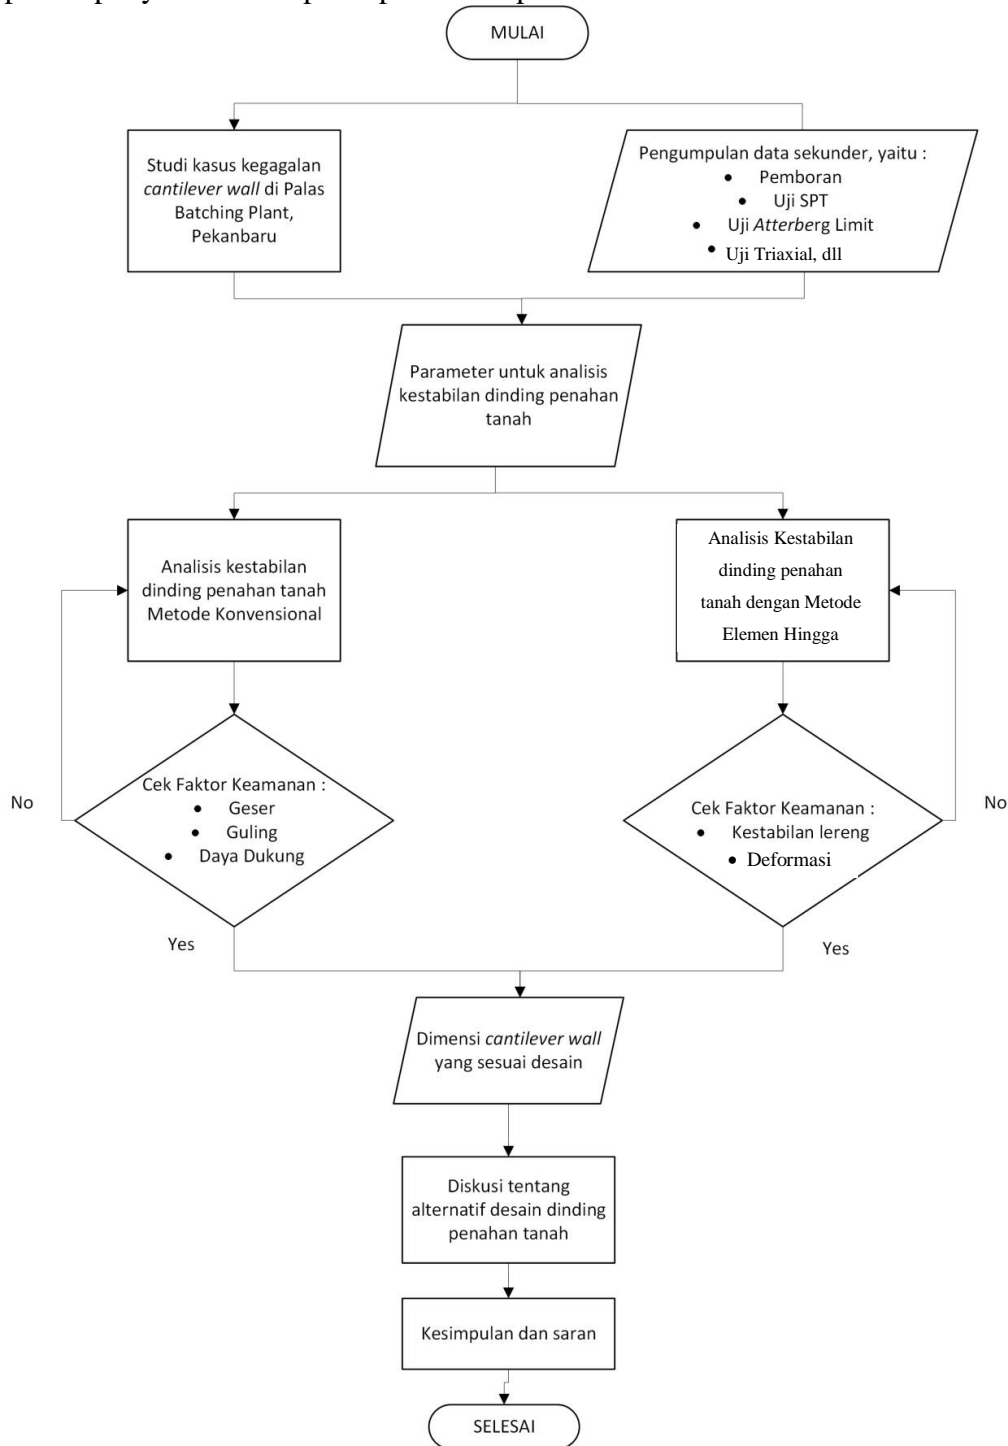 MULAI
Studi kasus kegagalan
cantilever wall di Palas
Batching Plant,
Pekanbaru
Pengumpulan data sekunder, yaitu :
• Pemboran
• Uji SPT
• Uji Atterberg Limit
• Uji Triaxial, dll
Parameter untuk analisis
kestabilan dinding penahan
tanah
Analisis kestabilan
dinding penahan tanah
Metode Konvensional
Analisis Kestabilan
dinding penahan
tanah dengan Metode
Elemen Hingga
Cek Faktor Keamanan :
• Geser
• Guling
• Daya Dukung
No
Yes
Cek Faktor Keamanan :
• Kestabilan lereng
• Deformasi
No
Yes
Dimensi cantilever wall
yang sesuai desain
Diskusi tentang
alternatif desain dinding
penahan tanah
Kesimpulan dan saran
SELESAI